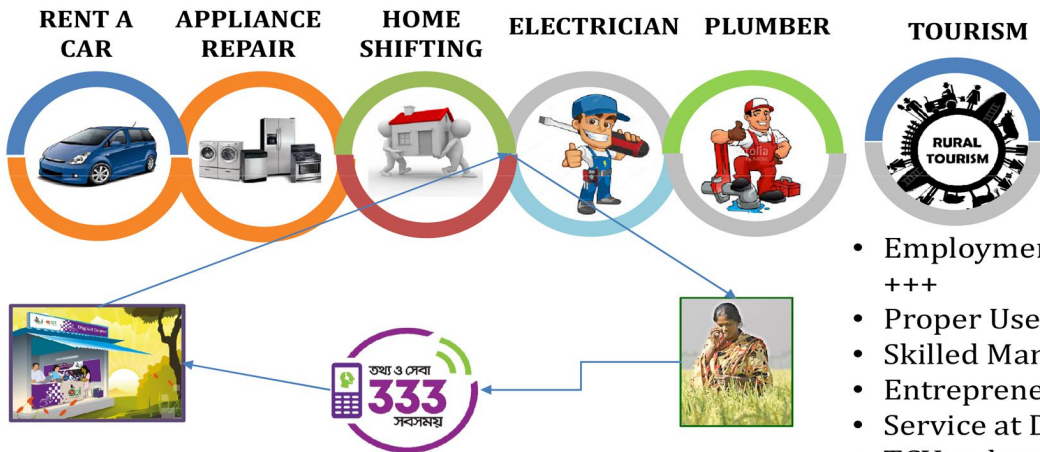 RENT A
CAR
APPLIANCE
REPAIR
HOME
SHIFTING
ELECTRICIAN
PLUMBER
TOURISM
RURAL
TOURISM
তথ্য ও সেবা
333
সবসময়
• Employmen
+++
• Proper Use
• Skilled Man
• Entreprene
• Service at D